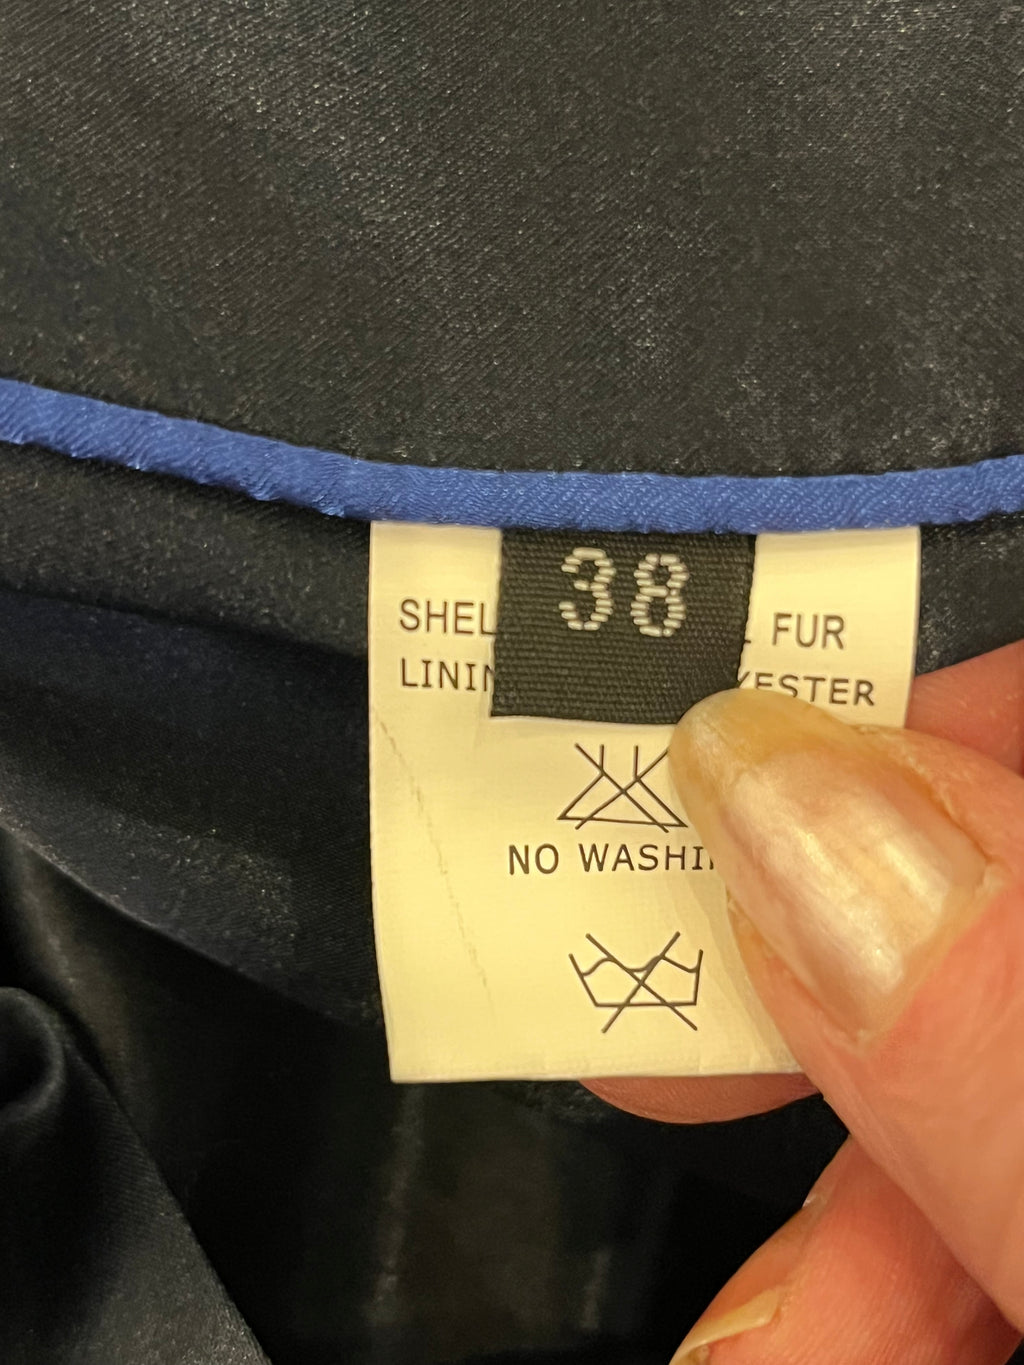 38
SHEL FUR
LININ YESTER
NO WASHI